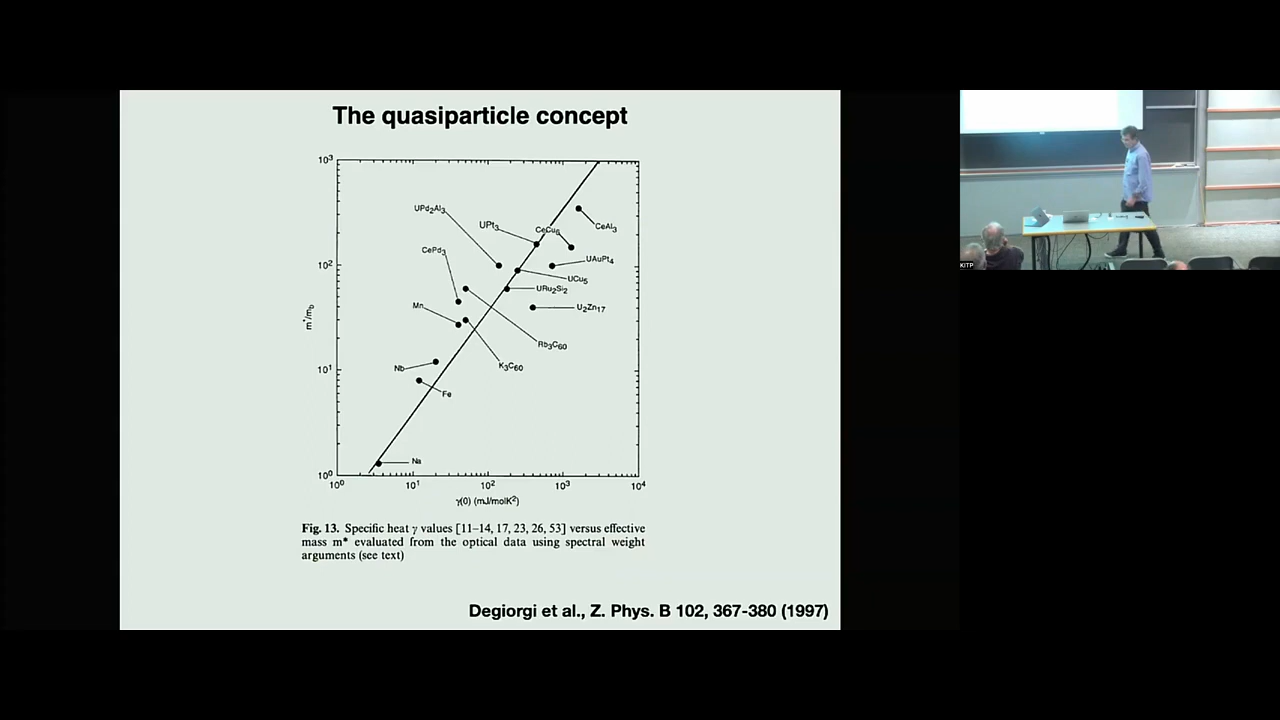 The quasiparticle concept
10³
10²
10¹
10⁰
m*/m_b
UPd₂Al₃
UPt₃
CeCu₆
CeAl₃
CePd₃
UAuPt₄
UCu₅
URu₂Si₂
Mn
U₂Zn₁₇
Rb₃C₆₀
K₃C₆₀
Nb
Fe
Na
10⁰ 10¹ 10² 10³ 10⁴
γ(0) (mJ/molK²)
Fig. 13. Specific heat γ values [11–14, 17, 23, 26, 53] versus effective
mass m* evaluated from the optical data using spectral weight
arguments (see text)
Degiorgi et al., Z. Phys. B 102, 367-380 (1997)
KITP